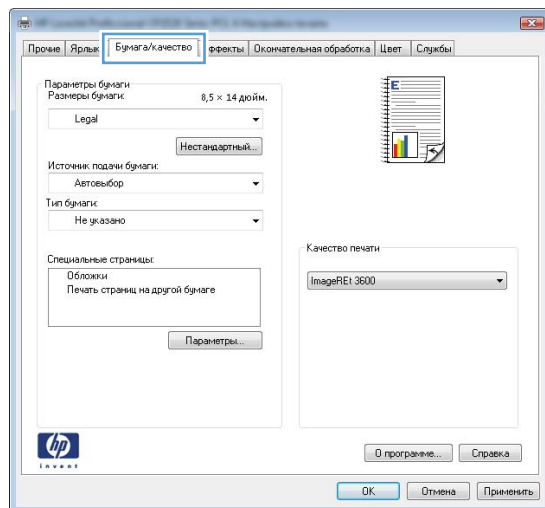 Прочие Ярлык Бумага/качество ффекты Окончательная обработка Цвет Службы
Параметры бумаги
Размеры бумаги: 8,5 × 14 дюйм.
Legal
Нестандартный...
Источник подачи бумаги:
Автовыбор
Тип бумаги:
Не указано
Специальные страницы:
Обложки
Печать страниц на другой бумаге
Параметры...
E
Качество печати
ImageREt 3600
hp
invent
О программе... Справка
OK Отмена Применить